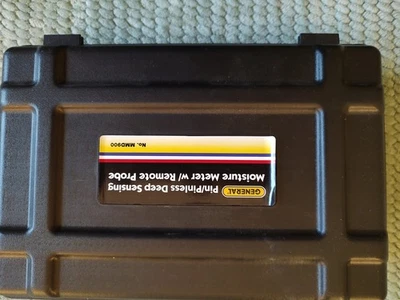 GENERAL
Pin/Pinless Deep Sensing
Moisture Meter w/ Remote Probe
No. MMD900